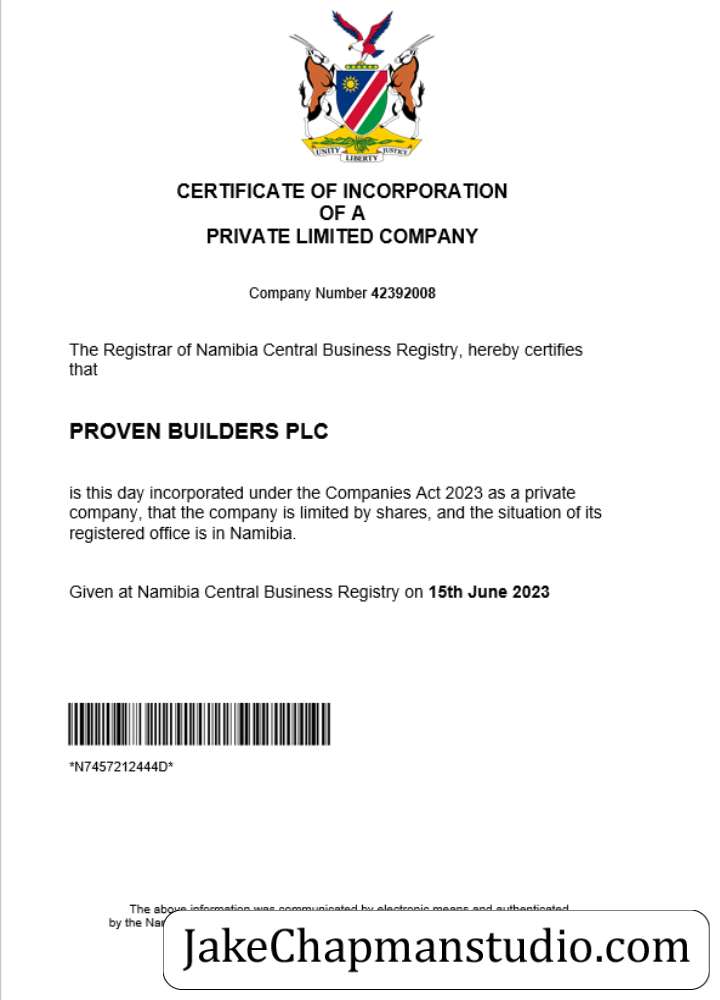 UNITY
LIBERTY
JUSTICE
CERTIFICATE OF INCORPORATION
OF A
PRIVATE LIMITED COMPANY
Company Number 42392008
The Registrar of Namibia Central Business Registry, hereby certifies
that
PROVEN BUILDERS PLC
is this day incorporated under the Companies Act 2023 as a private
company, that the company is limited by shares, and the situation of its
registered office is in Namibia.
Given at Namibia Central Business Registry on 15th June 2023
*N7457212444D*
The above information was communicated by electronic means and authenticated
by the
JakeChapmanstudio.com